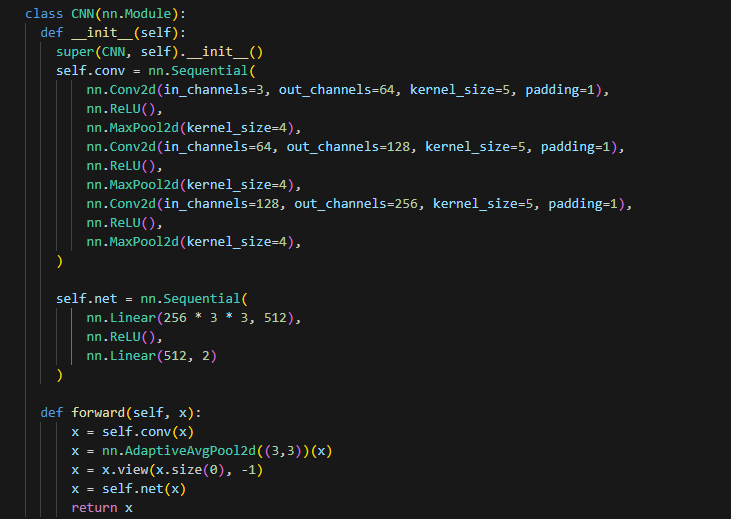 class CNN(nn.Module):
  def __init__(self):
    super(CNN, self).__init__()
    self.conv = nn.Sequential(
        nn.Conv2d(in_channels=3, out_channels=64, kernel_size=5, padding=1),
        nn.ReLU(),
        nn.MaxPool2d(kernel_size=4),
        nn.Conv2d(in_channels=64, out_channels=128, kernel_size=5, padding=1),
        nn.ReLU(),
        nn.MaxPool2d(kernel_size=4),
        nn.Conv2d(in_channels=128, out_channels=256, kernel_size=5, padding=1),
        nn.ReLU(),
        nn.MaxPool2d(kernel_size=4),
    )

    self.net = nn.Sequential(
        nn.Linear(256 * 3 * 3, 512),
        nn.ReLU(),
        nn.Linear(512, 2)
    )

  def forward(self, x):
      x = self.conv(x)
      x = nn.AdaptiveAvgPool2d((3,3))(x)
      x = x.view(x.size(0), -1)
      x = self.net(x)
      return x